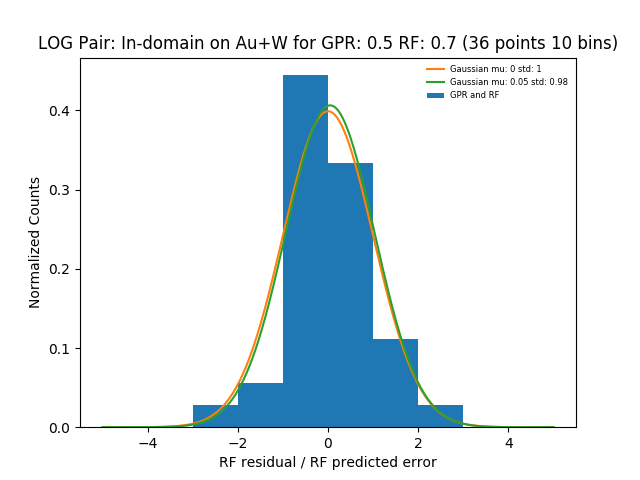 LOG Pair: In-domain on Au+W for GPR: 0.5 RF: 0.7 (36 points 10 bins)
Gaussian mu: 0 std: 1
Gaussian mu: 0.05 std: 0.98
GPR and RF
Normalized Counts
0.4
0.3
0.2
0.1
0.0
−4
−2
0
2
4
RF residual / RF predicted error